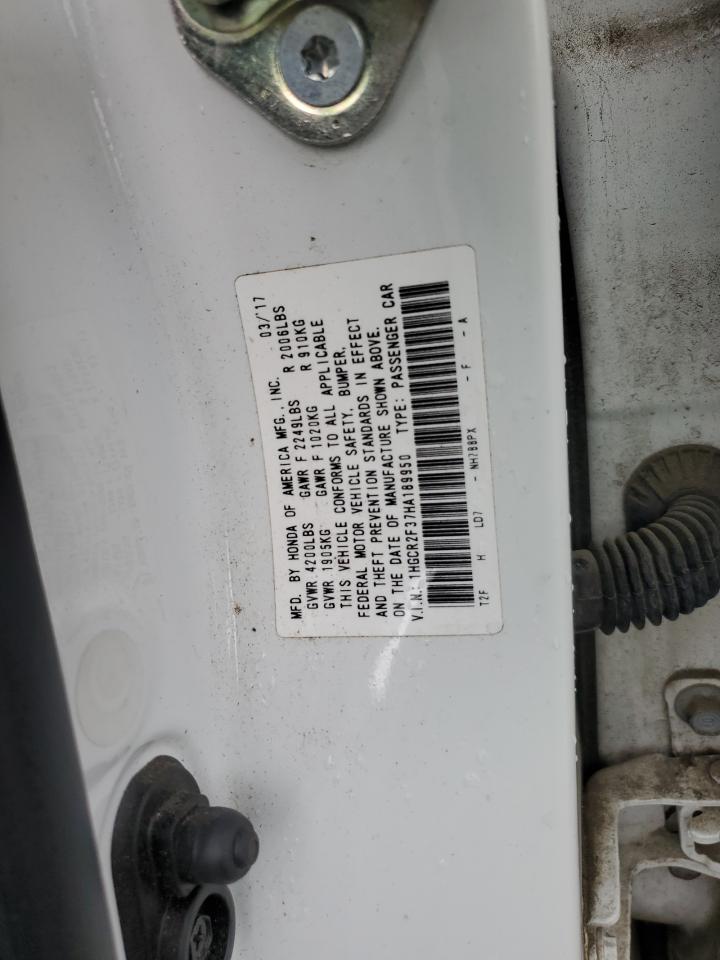 MFD. BY HONDA OF AMERICA MFG., INC. 03/'17
GVWR 4200LBS GAWR F 2249LBS R 2006LBS
GVWR 1905KG GAWR F 1020KG R 910KG
THIS VEHICLE CONFORMS TO ALL APPLICABLE
FEDERAL MOTOR VEHICLE SAFETY, BUMPER,
AND THEFT PREVENTION STANDARDS IN EFFECT
ON THE DATE OF MANUFACTURE SHOWN ABOVE.
V.I.N.: 1HGCR2F37HA189950 TYPE: PASSENGER CAR
T2F H LD7 - NH788PX - F - A